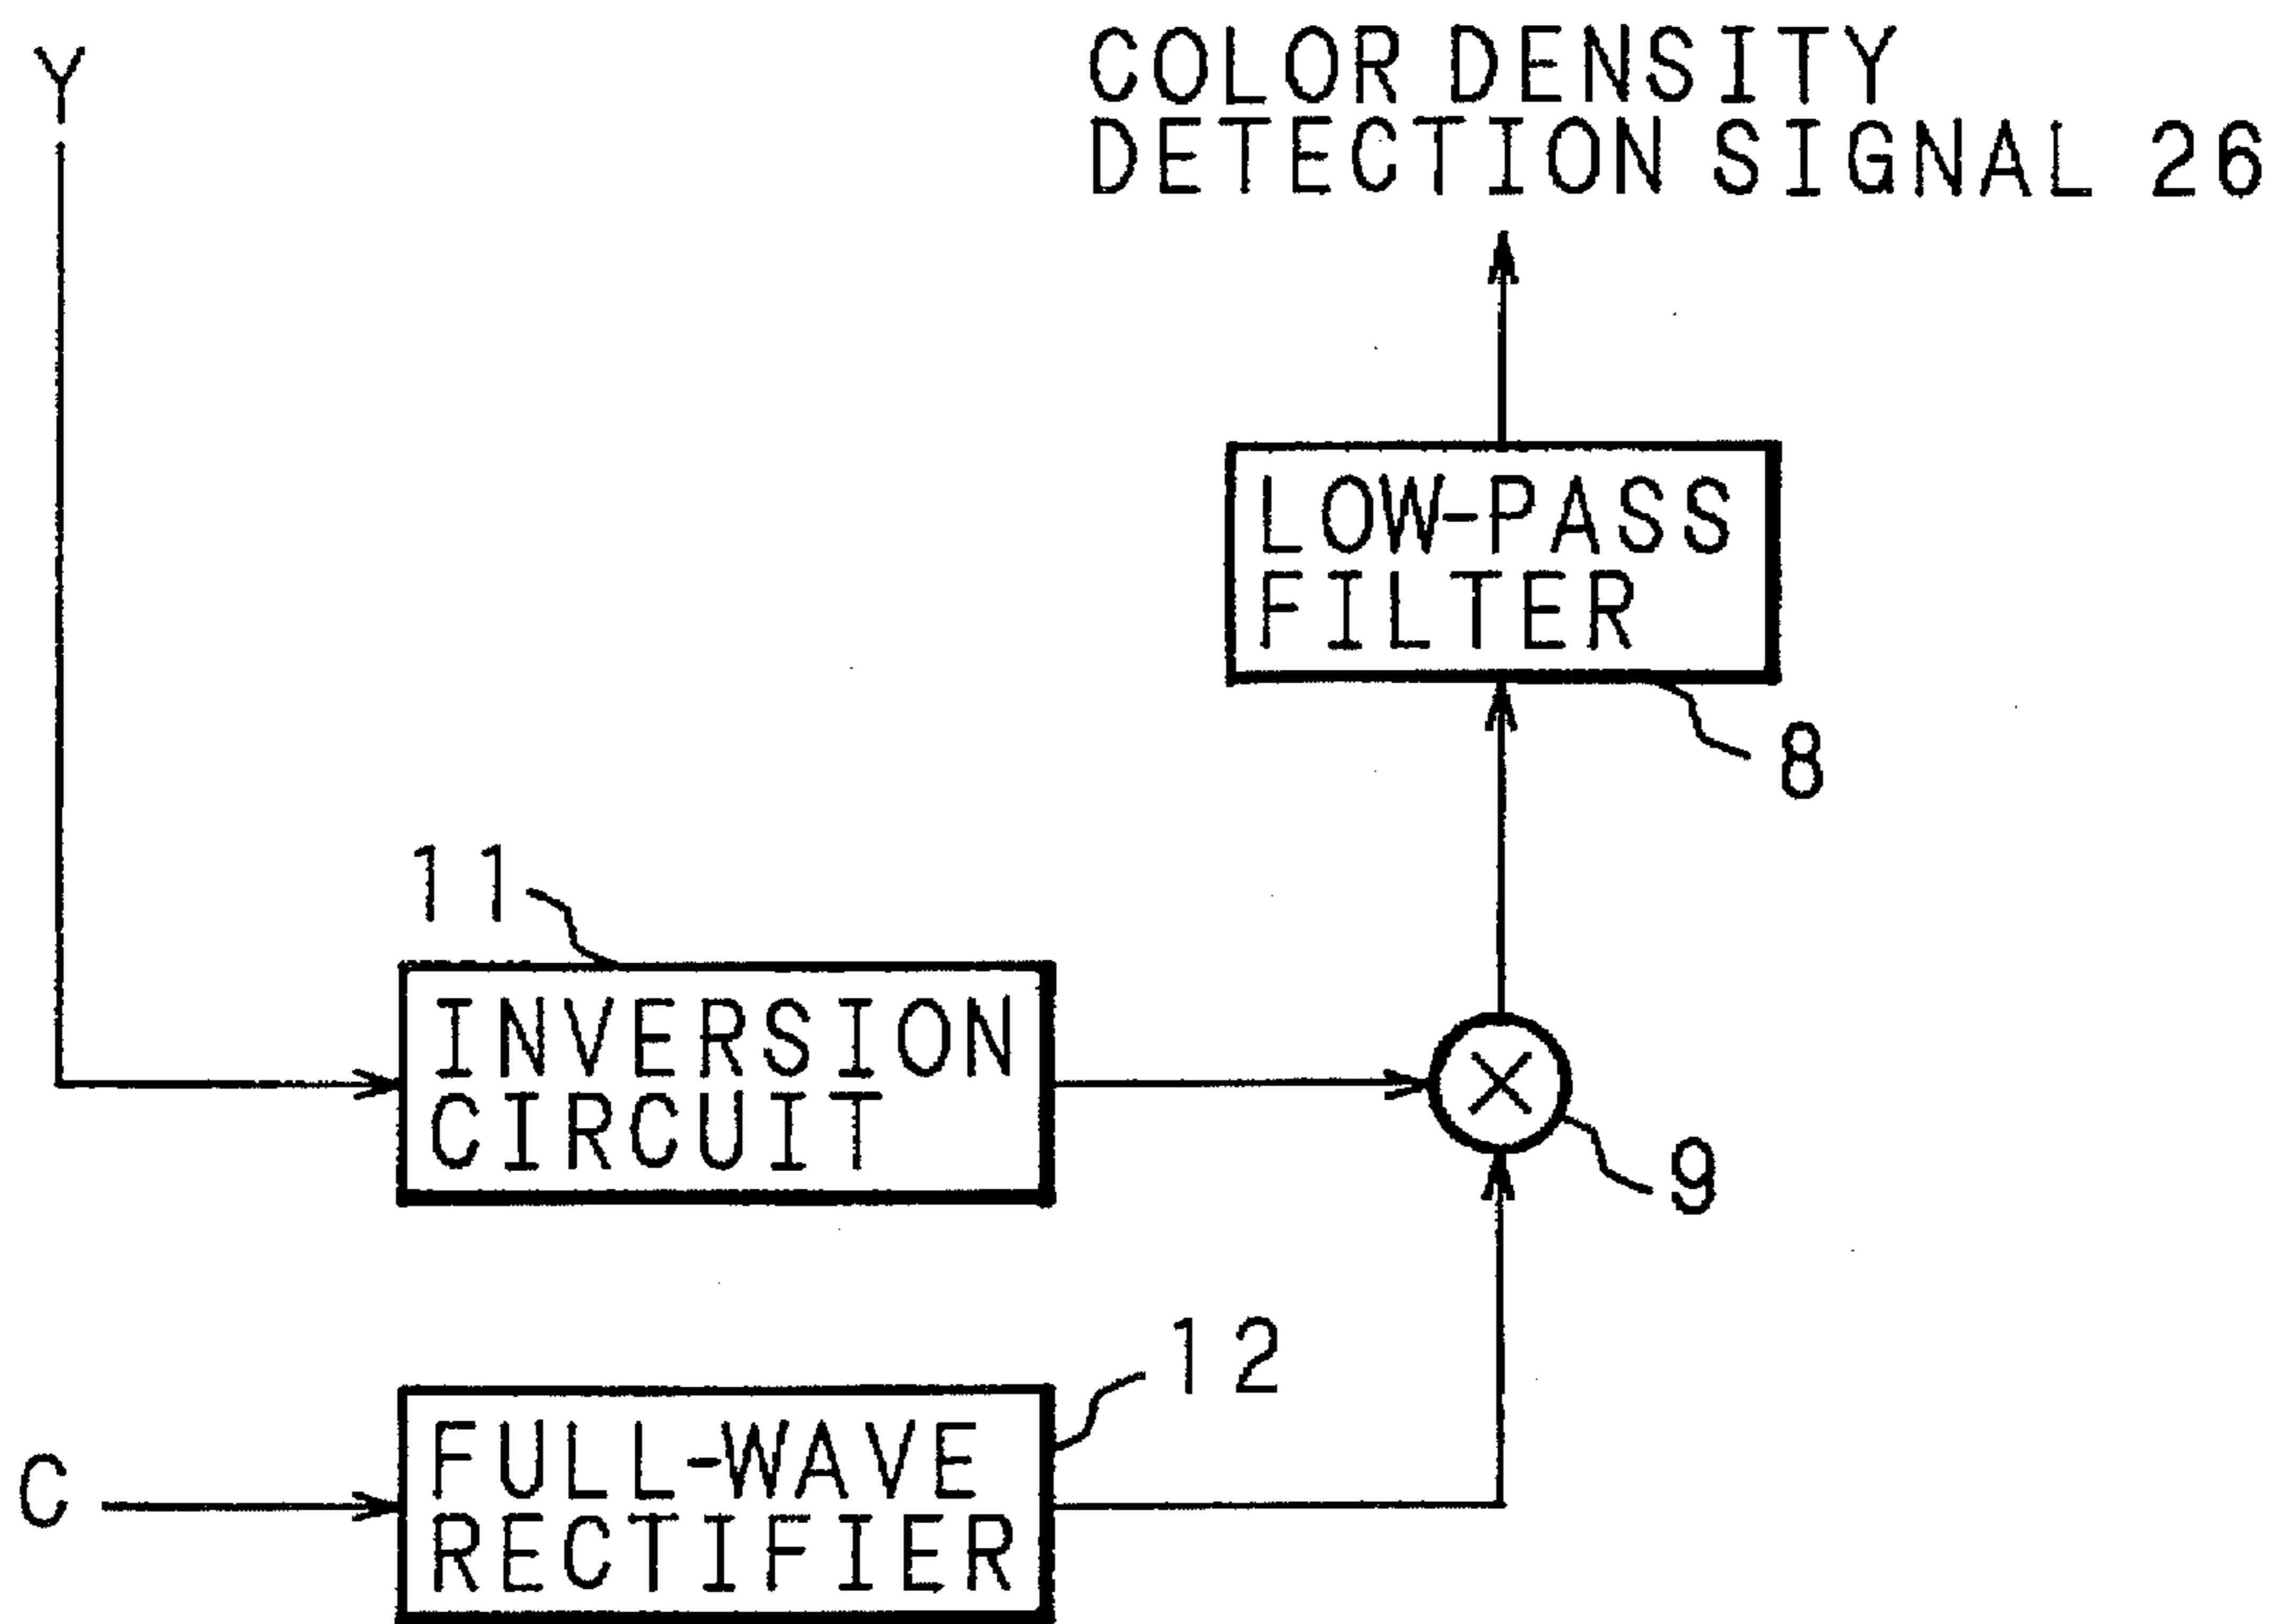 Y
COLOR DENSITY
DETECTION SIGNAL 26
LOW-PASS
FILTER
8
11
INVERSION
CIRCUIT
9
12
C
FULL-WAVE
RECTIFIER